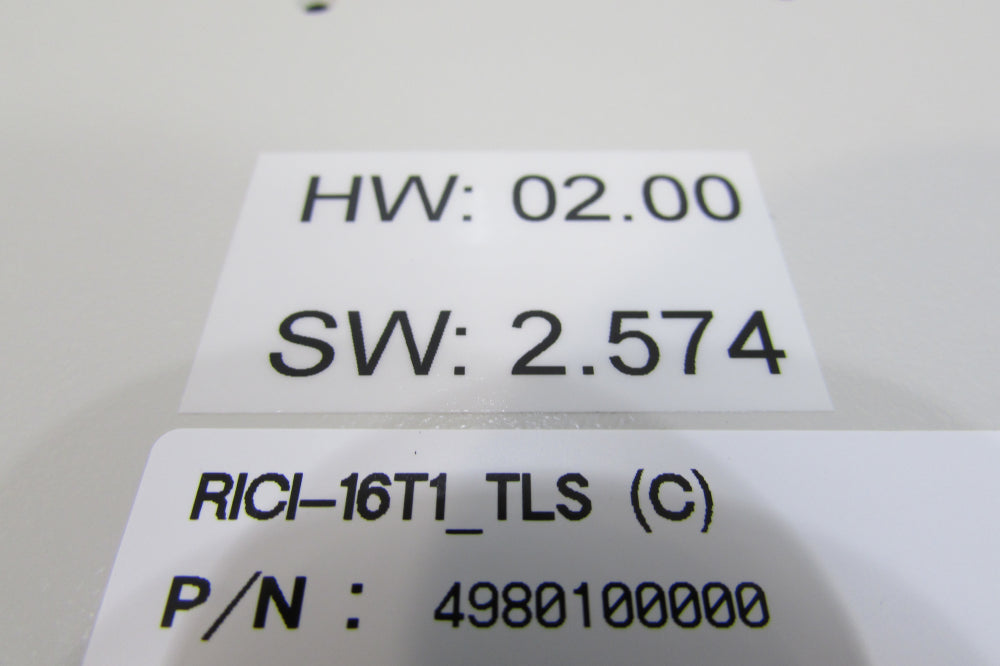 HW: 02.00
SW: 2.574
RICI-16T1_TLS (C)
P/N : 4980100000